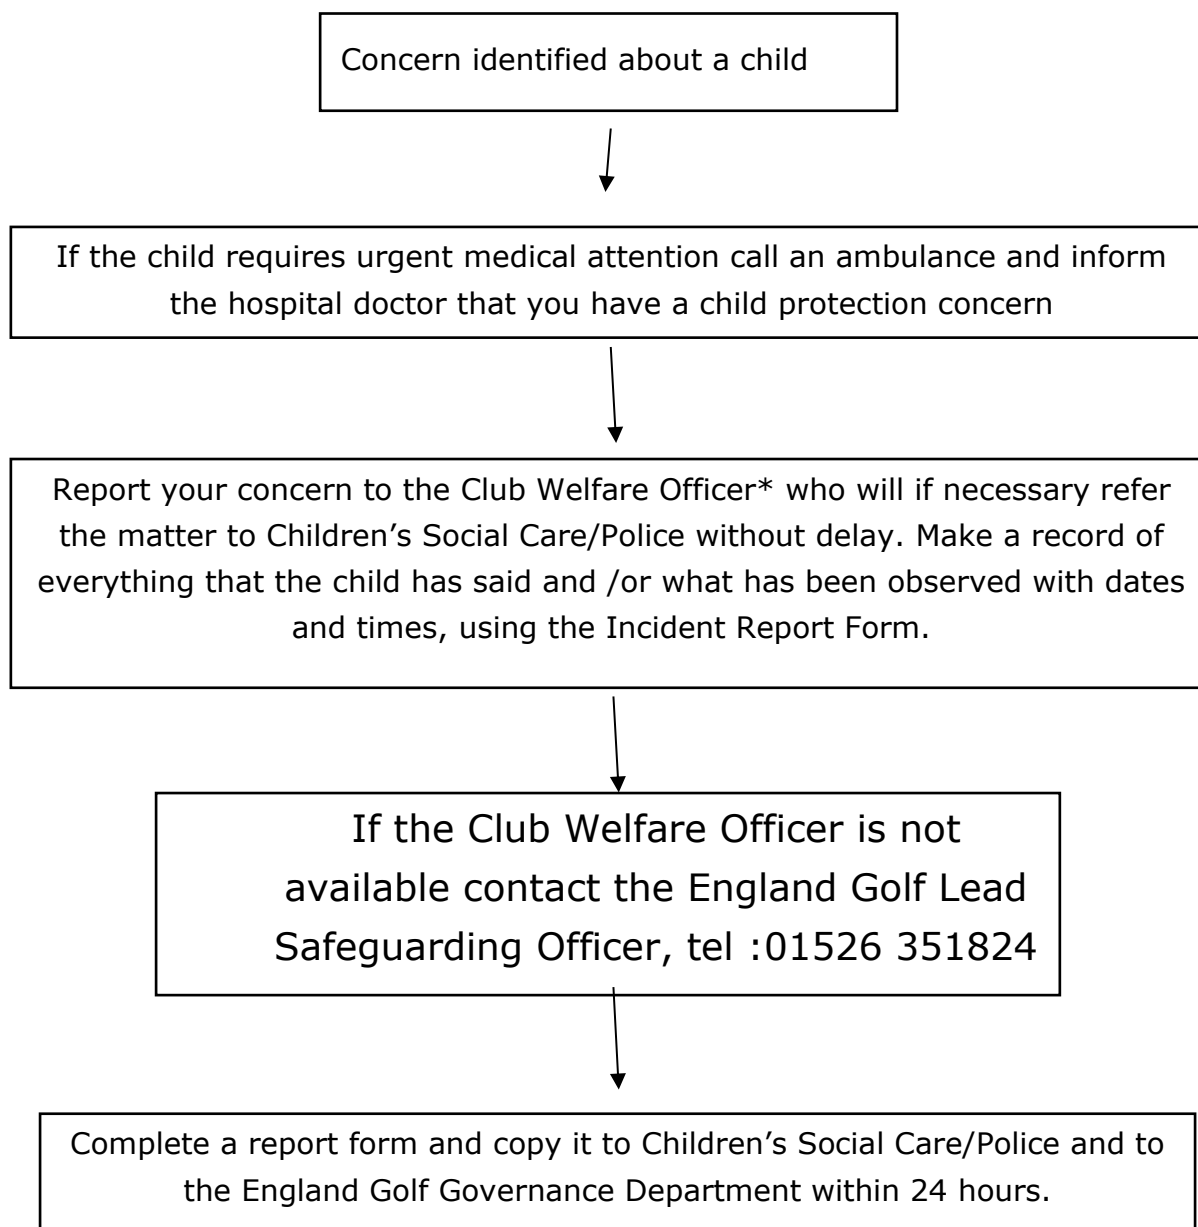 Concern identified about a child
If the child requires urgent medical attention call an ambulance and inform
the hospital doctor that you have a child protection concern
Report your concern to the Club Welfare Officer* who will if necessary refer
the matter to Children’s Social Care/Police without delay. Make a record of
everything that the child has said and /or what has been observed with dates
and times, using the Incident Report Form.
If the Club Welfare Officer is not
available contact the England Golf Lead
Safeguarding Officer, tel :01526 351824
Complete a report form and copy it to Children’s Social Care/Police and to
the England Golf Governance Department within 24 hours.